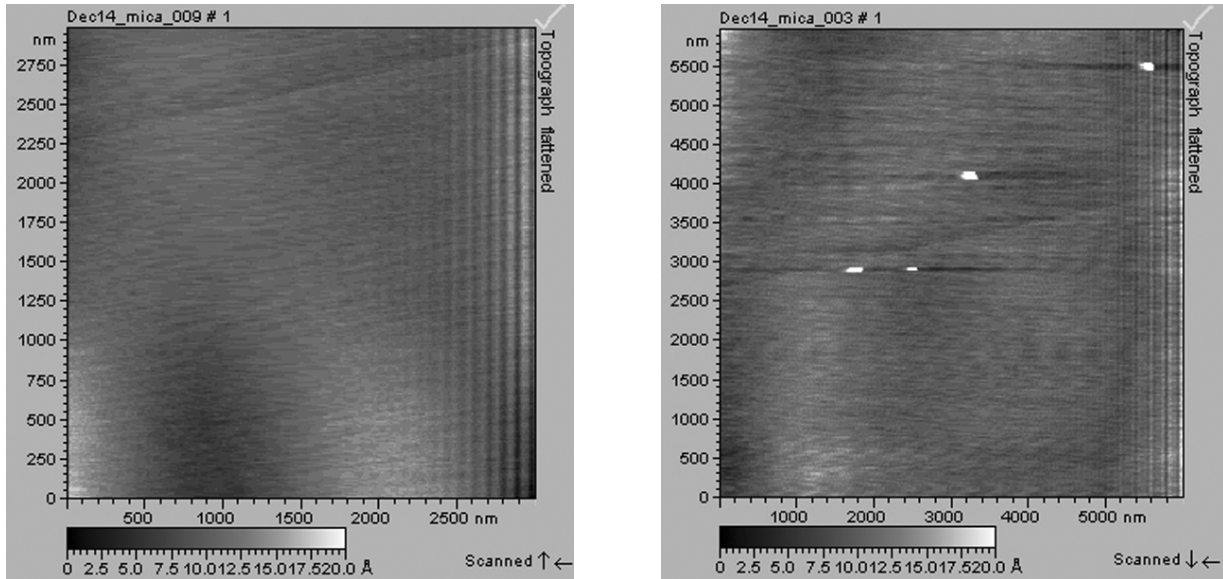 Dec14_mica_009 # 1
nm
2750
2500
2250
2000
1750
1500
1250
1000
750
500
250
0
500 1000 1500 2000 2500 nm
Topograph flattened
0 2.5 5.0 7.5 10.0 12.5 15.0 17.5 20.0 Å
Scanned ↑←
Dec14_mica_003 # 1
nm
5500
5000
4500
4000
3500
3000
2500
2000
1500
1000
500
0
1000 2000 3000 4000 5000 nm
Topograph flattened
0 2.5 5.0 7.5 10.0 12.5 15.0 17.5 20.0 Å
Scanned ↓←